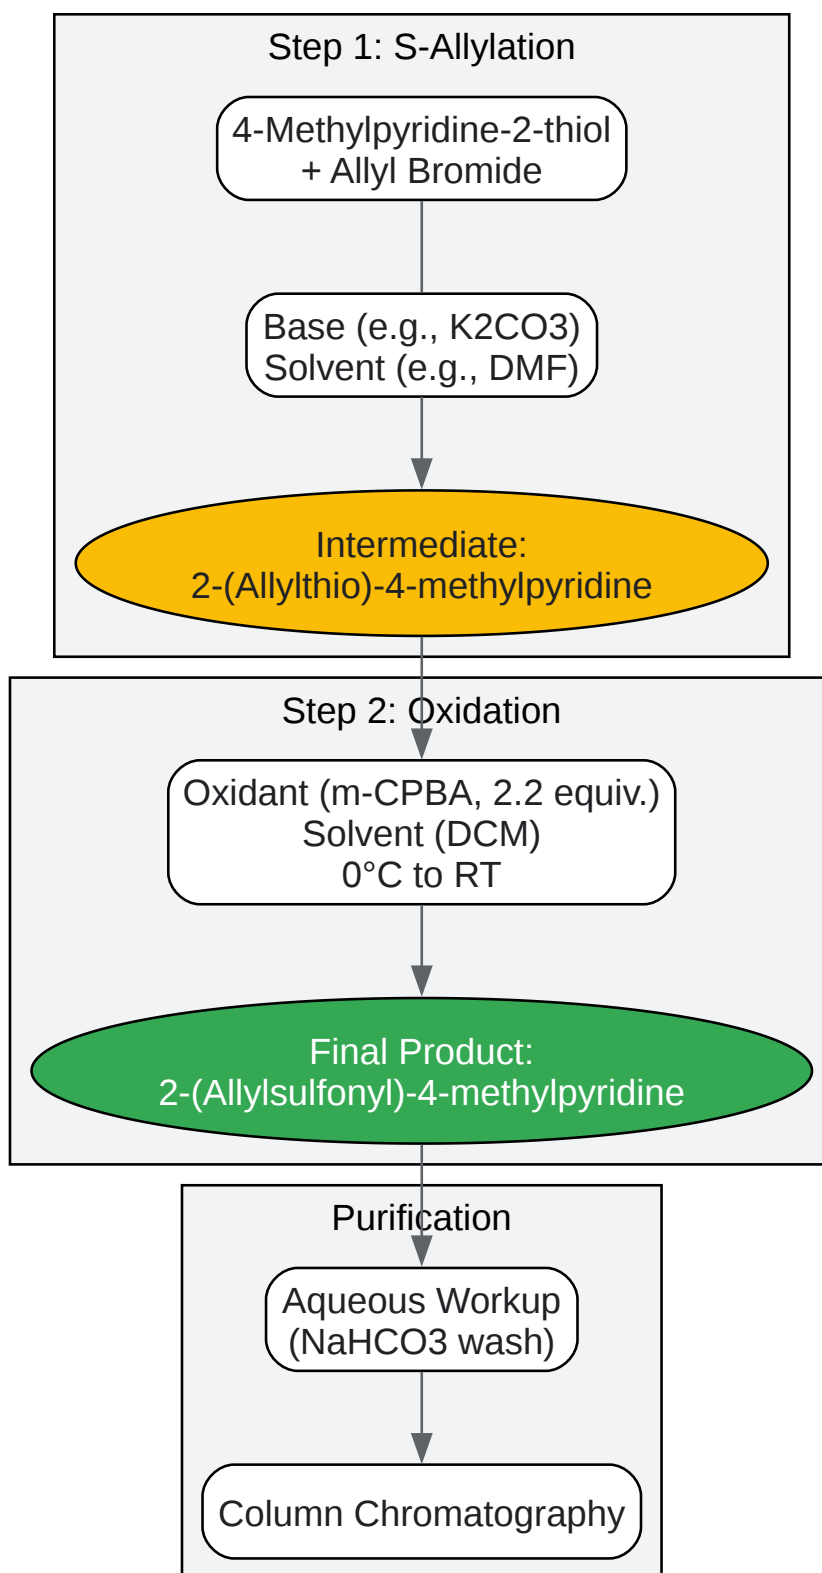 Step 1: S-Allylation
4-Methylpyridine-2-thiol
+ Allyl Bromide
Base (e.g., K2CO3)
Solvent (e.g., DMF)
Intermediate:
2-(Allylthio)-4-methylpyridine
Step 2: Oxidation
Oxidant (m-CPBA, 2.2 equiv.)
Solvent (DCM)
0°C to RT
Final Product:
2-(Allylsulfonyl)-4-methylpyridine
Purification
Aqueous Workup
(NaHCO3 wash)
Column Chromatography